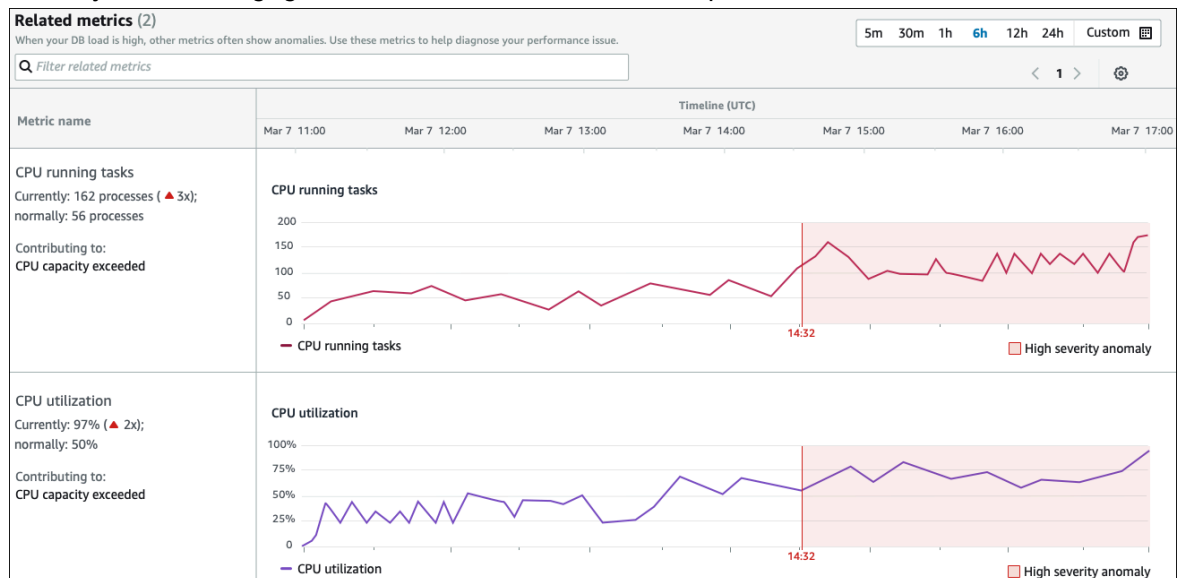 Related metrics (2)
When your DB load is high, other metrics often show anomalies. Use these metrics to help diagnose your performance issue.
5m 30m 1h 6h 12h 24h Custom
Filter related metrics
1
Metric name
Timeline (UTC)
Mar 7 11:00 Mar 7 12:00 Mar 7 13:00 Mar 7 14:00 Mar 7 15:00 Mar 7 16:00 Mar 7 17:00
CPU running tasks
Currently: 162 processes ( ▲ 3x);
normally: 56 processes
Contributing to:
CPU capacity exceeded
CPU running tasks
200
150
100
50
0
14:32
CPU running tasks
High severity anomaly
CPU utilization
Currently: 97% (▲ 2x);
normally: 50%
Contributing to:
CPU capacity exceeded
CPU utilization
100%
75%
50%
25%
0
14:32
CPU utilization
High severity anomaly